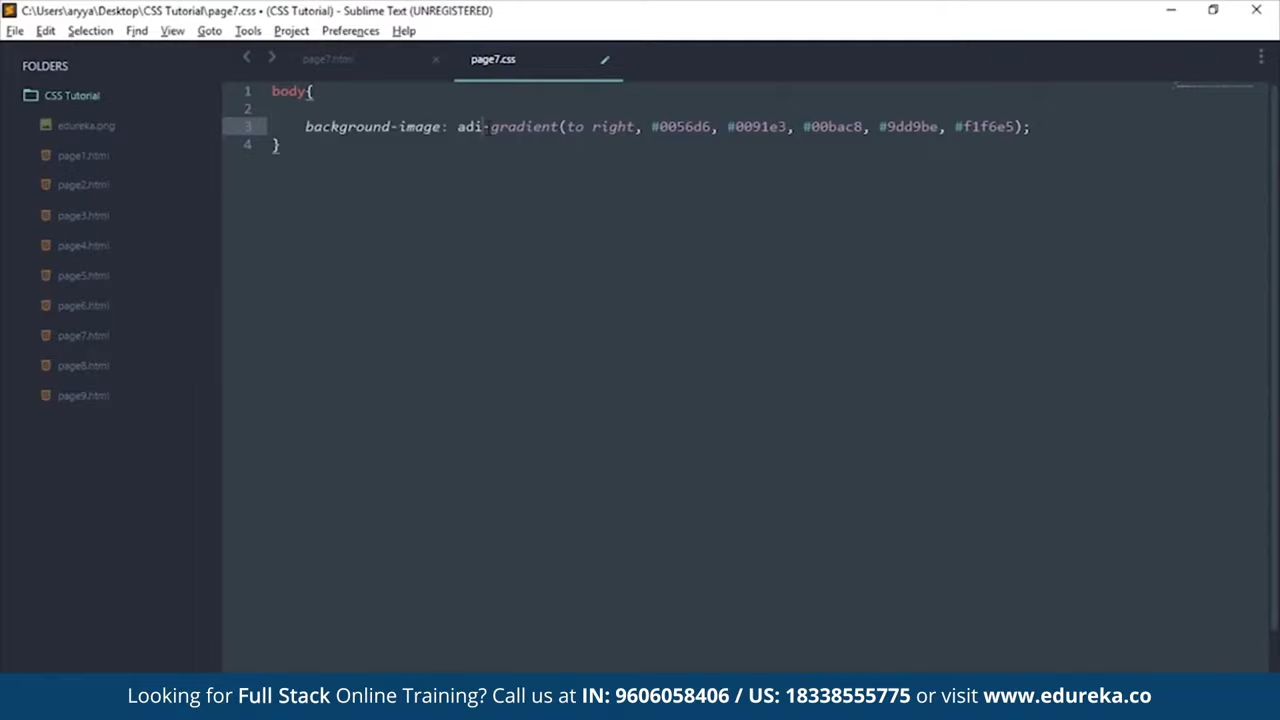 C:\Users\aryya\Desktop\CSS Tutorial\page7.css • (CSS Tutorial) - Sublime Text (UNREGISTERED)
File Edit Selection Find View Goto Tools Project Preferences Help
FOLDERS
CSS Tutorial
edureka.png
page1.html
page2.html
page3.html
page4.html
page5.html
page6.html
page7.html
page8.html
page9.html
page7.html page7.css
1 body{
2
3 background-image: adi-gradient(to right, #0056d6, #0091e3, #00bac8, #9dd9be, #f1f6e5);
4 }
Looking for Full Stack Online Training? Call us at IN: 9606058406 / US: 18338555775 or visit www.edureka.co